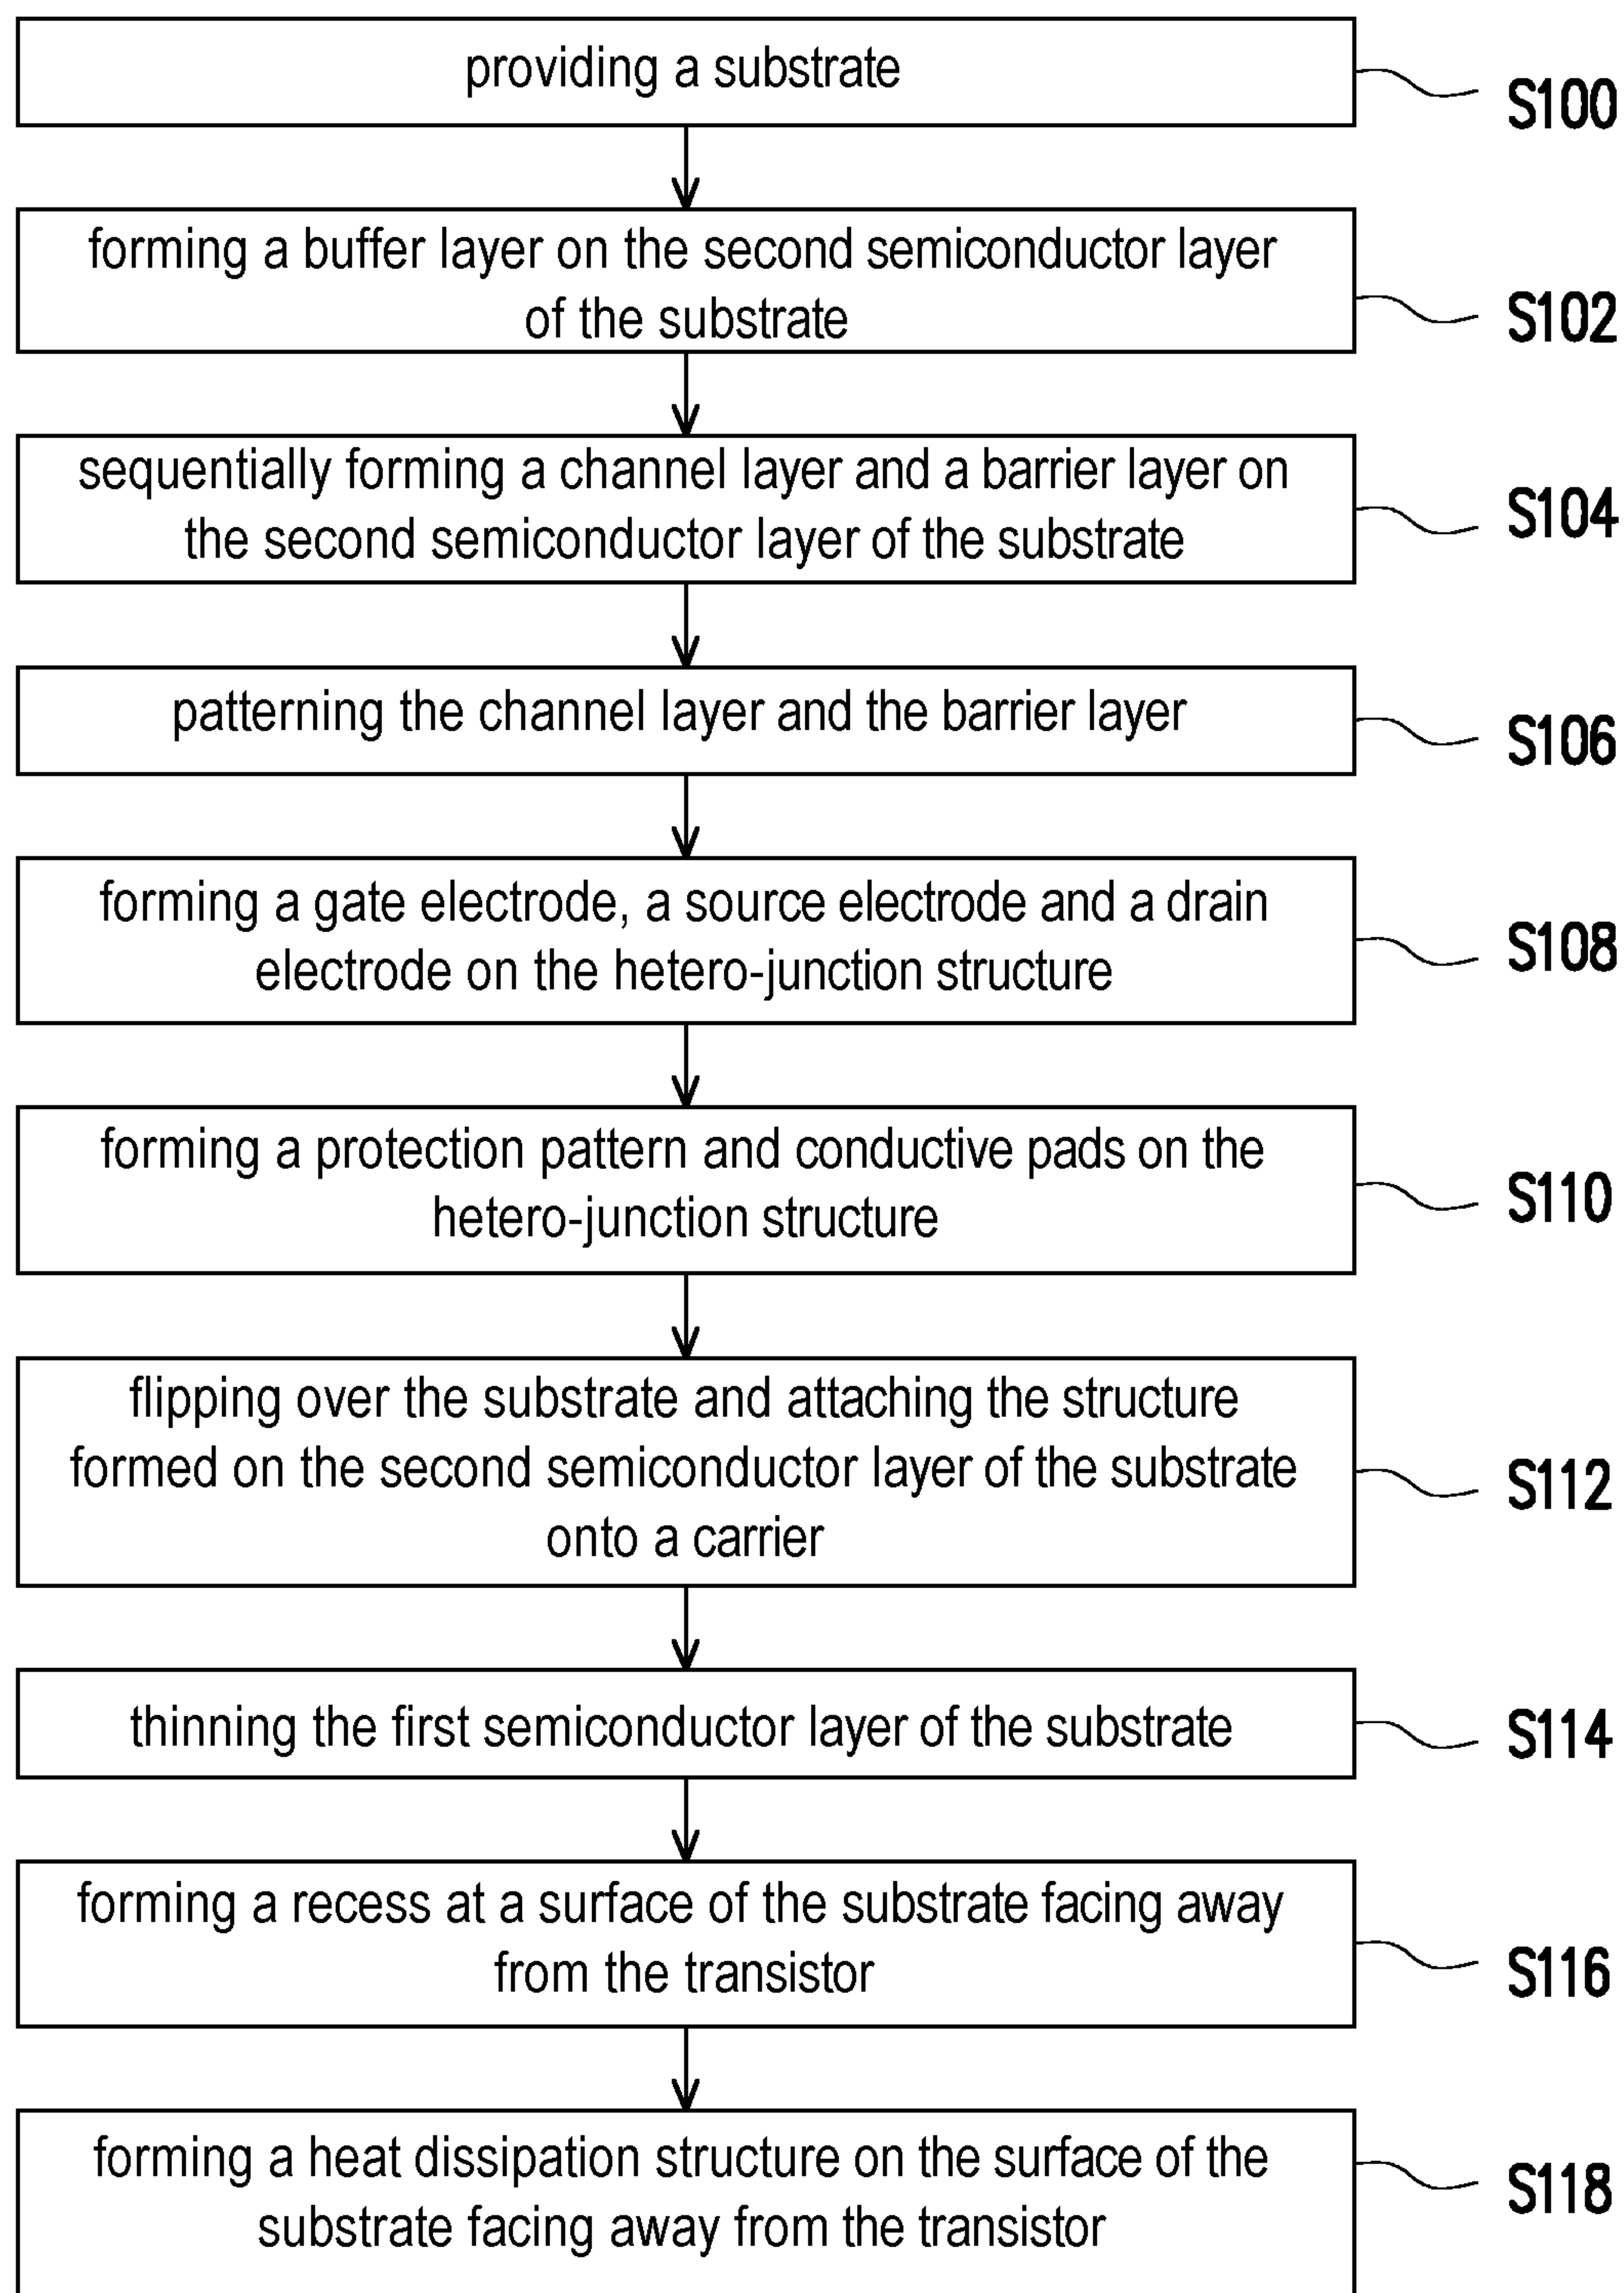 providing a substrate
S100
forming a buffer layer on the second semiconductor layer
of the substrate
S102
sequentially forming a channel layer and a barrier layer on
the second semiconductor layer of the substrate
S104
patterning the channel layer and the barrier layer
S106
forming a gate electrode, a source electrode and a drain
electrode on the hetero-junction structure
S108
forming a protection pattern and conductive pads on the
hetero-junction structure
S110
flipping over the substrate and attaching the structure
formed on the second semiconductor layer of the substrate
onto a carrier
S112
thinning the first semiconductor layer of the substrate
S114
forming a recess at a surface of the substrate facing away
from the transistor
S116
forming a heat dissipation structure on the surface of the
substrate facing away from the transistor
S118